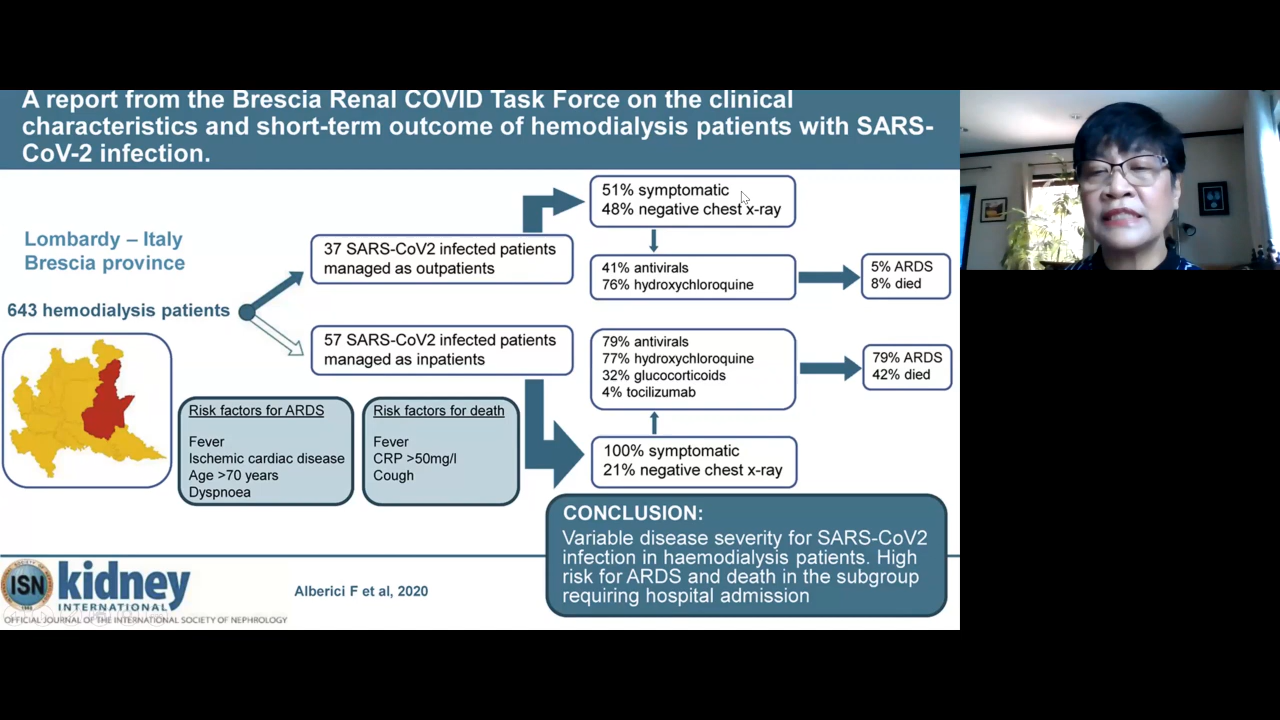 A report from the Brescia Renal COVID Task Force on the clinical
characteristics and short-term outcome of hemodialysis patients with SARS-
CoV-2 infection.
Lombardy – Italy
Brescia province
643 hemodialysis patients
37 SARS-CoV2 infected patients
managed as outpatients
51% symptomatic
48% negative chest x-ray
41% antivirals
76% hydroxychloroquine
5% ARDS
8% died
57 SARS-CoV2 infected patients
managed as inpatients
79% antivirals
77% hydroxychloroquine
32% glucocorticoids
4% tocilizumab
79% ARDS
42% died
100% symptomatic
21% negative chest x-ray
Risk factors for ARDS
Fever
Ischemic cardiac disease
Age >70 years
Dyspnoea
Risk factors for death
Fever
CRP >50mg/l
Cough
CONCLUSION:
Variable disease severity for SARS-CoV2
infection in haemodialysis patients. High
risk for ARDS and death in the subgroup
requiring hospital admission
ISN
kidney
INTERNATIONAL
OFFICIAL JOURNAL OF THE INTERNATIONAL SOCIETY OF NEPHROLOGY
Alberici F et al, 2020